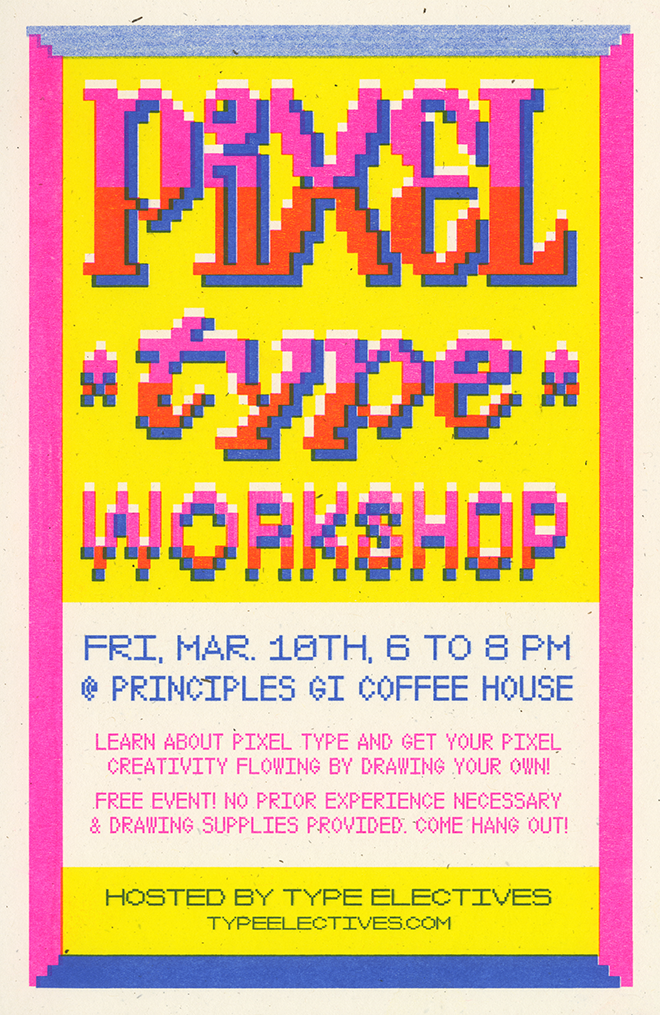 PiXEL
type
WORKSHOP
FRI, MAR. 10TH, 6 TO 8 PM
@ PRINCIPLES GI COFFEE HOUSE
LEARN ABOUT PIXEL TYPE AND GET YOUR PIXEL
CREATIVITY FLOWING BY DRAWING YOUR OWN!
FREE EVENT! NO PRIOR EXPERIENCE NECESSARY
& DRAWING SUPPLIES PROVIDED. COME HANG OUT!
HOSTED BY TYPE ELECTIVES
TYPEELECTIVES.COM